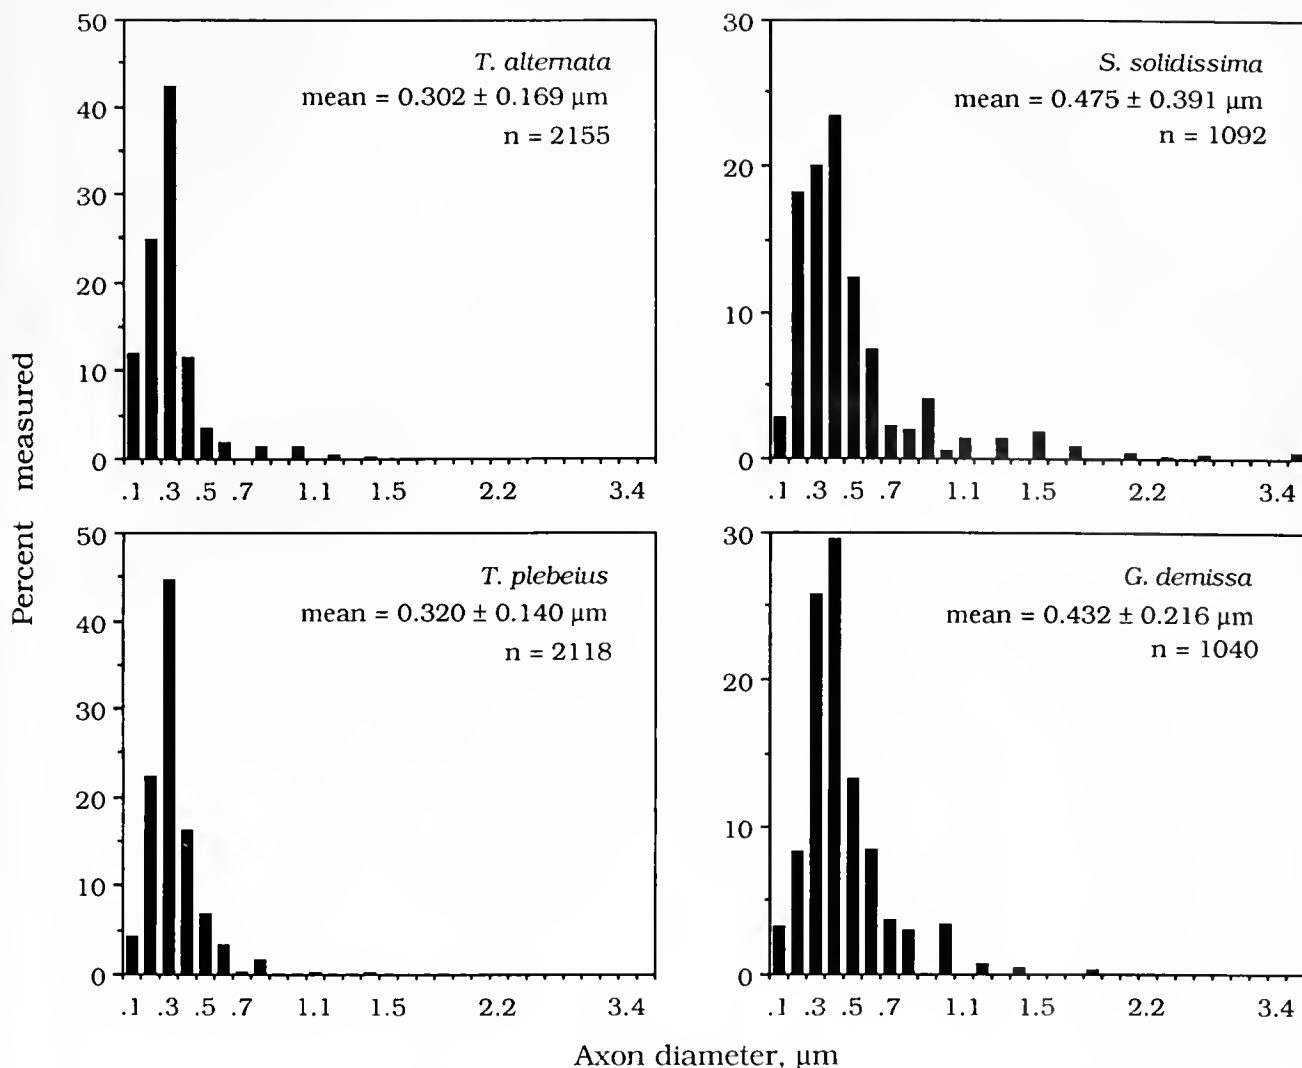 Percent measured
50
40
30
20
10
0
T. alternata
mean = 0.302 ± 0.169 µm
n = 2155
.1 .3 .5 .7 1.1 1.5 2.2 3.4
30
20
10
0
S. solidissima
mean = 0.475 ± 0.391 µm
n = 1092
.1 .3 .5 .7 1.1 1.5 2.2 3.4
50
40
30
20
10
0
T. plebeius
mean = 0.320 ± 0.140 µm
n = 2118
.1 .3 .5 .7 1.1 1.5 2.2 3.4
30
20
10
0
G. demissa
mean = 0.432 ± 0.216 µm
n = 1040
.1 .3 .5 .7 1.1 1.5 2.2 3.4
Axon diameter, µm